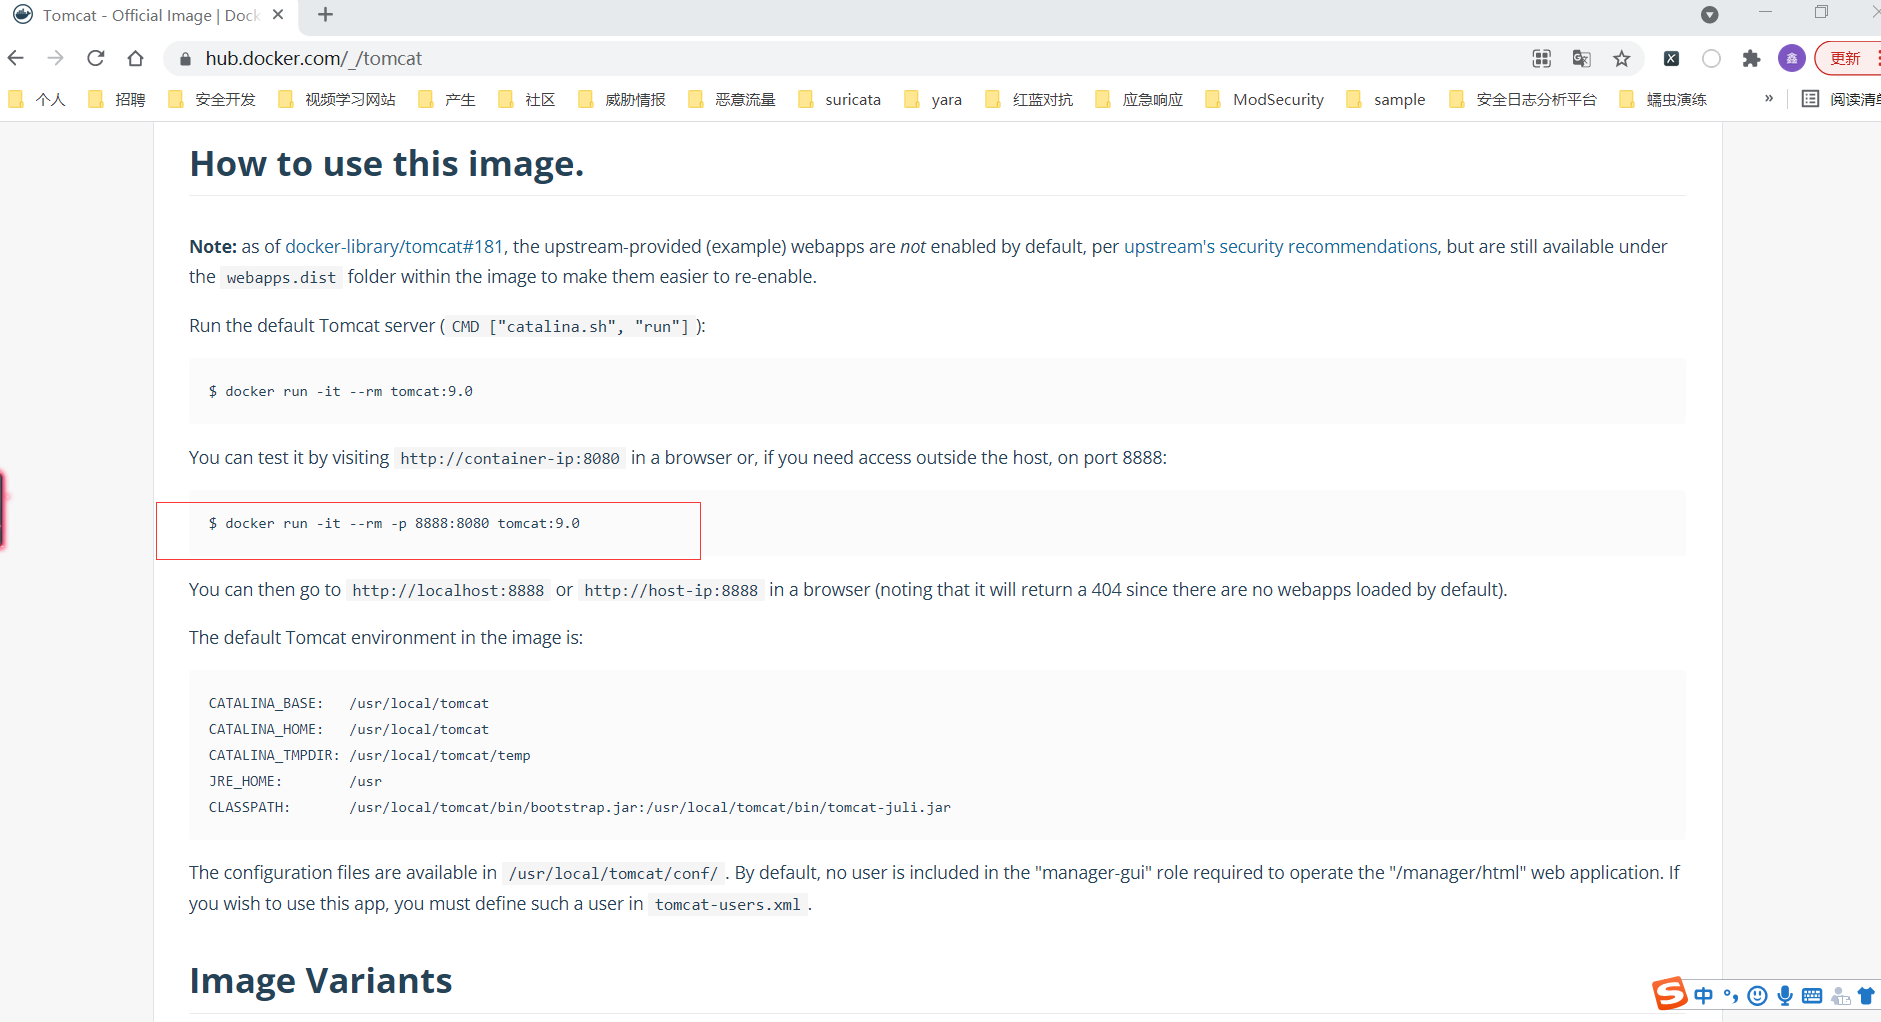 Tomcat - Official Image | Dock
hub.docker.com/_/tomcat
更新
个人 招聘 安全开发 视频学习网站 产生 社区 威胁情报 恶意流量 suricata yara 红蓝对抗 应急响应 ModSecurity sample 安全日志分析平台 蠕虫演练 » 阅读清单
How to use this image.
Note: as of docker-library/tomcat#181, the upstream-provided (example) webapps are not enabled by default, per upstream's security recommendations, but are still available under
the webapps.dist folder within the image to make them easier to re-enable.
Run the default Tomcat server ( CMD ["catalina.sh", "run"] ):
$ docker run -it --rm tomcat:9.0
You can test it by visiting http://container-ip:8080 in a browser or, if you need access outside the host, on port 8888:
$ docker run -it --rm -p 8888:8080 tomcat:9.0
You can then go to http://localhost:8888 or http://host-ip:8888 in a browser (noting that it will return a 404 since there are no webapps loaded by default).
The default Tomcat environment in the image is:
CATALINA_BASE: /usr/local/tomcat
CATALINA_HOME: /usr/local/tomcat
CATALINA_TMPDIR: /usr/local/tomcat/temp
JRE_HOME: /usr
CLASSPATH: /usr/local/tomcat/bin/bootstrap.jar:/usr/local/tomcat/bin/tomcat-juli.jar
The configuration files are available in /usr/local/tomcat/conf/ . By default, no user is included in the "manager-gui" role required to operate the "/manager/html" web application. If
you wish to use this app, you must define such a user in tomcat-users.xml .
Image Variants
中